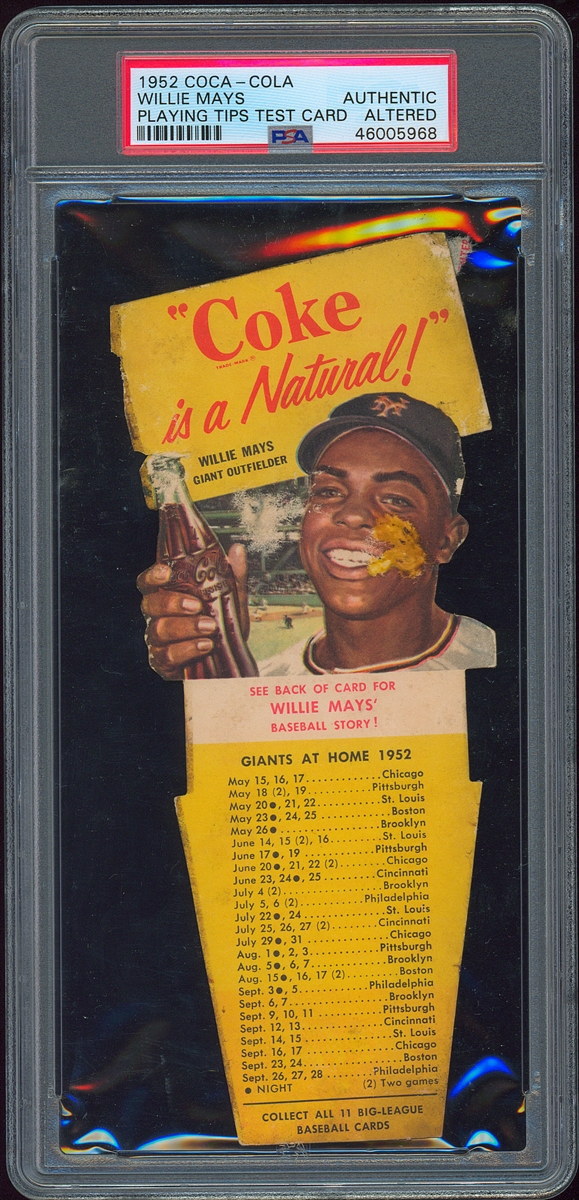 1952 COCA-COLA
WILLIE MAYS AUTHENTIC
PLAYING TIPS TEST CARD ALTERED
PSA 46005968
"Coke
TRADE-MARK ®
is a Natural!"
WILLIE MAYS
GIANT OUTFIELDER
NY
SEE BACK OF CARD FOR
WILLIE MAYS'
BASEBALL STORY!
GIANTS AT HOME 1952
May 15, 16, 17..............Chicago
May 18 (2), 19..............Pittsburgh
May 20●, 21, 22............St. Louis
May 23●, 24, 25............Boston
May 26●....................Brooklyn
June 14, 15 (2), 16.........St. Louis
June 17●, 19...............Pittsburgh
June 20●, 21, 22 (2)........Chicago
June 23, 24●, 25...........Cincinnati
July 4 (2)..................Brooklyn
July 5, 6 (2)...............Philadelphia
July 22●, 24................St. Louis
July 25, 26, 27 (2).........Cincinnati
July 29●, 31................Chicago
Aug. 1●, 2, 3...............Pittsburgh
Aug. 5●, 6, 7...............Brooklyn
Aug. 15●, 16, 17 (2)........Boston
Sept. 3●, 5.................Philadelphia
Sept. 6, 7..................Brooklyn
Sept. 9, 10, 11.............Pittsburgh
Sept. 12, 13................Cincinnati
Sept. 14, 15................St. Louis
Sept. 16, 17................Chicago
Sept. 23, 24................Boston
Sept. 26, 27, 28............Philadelphia
● NIGHT (2) Two games
COLLECT ALL 11 BIG-LEAGUE
BASEBALL CARDS